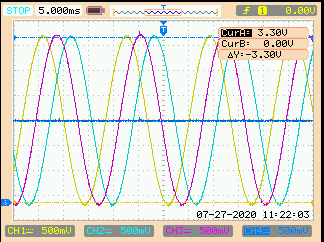 STOP 5.000ms T 1 0.00V
T
CurA: 3.30V
CurB: 0.00V
ΔV:-3.30V
07-27-2020 11:22:03
CH1 500mV CH2 500mV CH3 500mV CH4 500mV